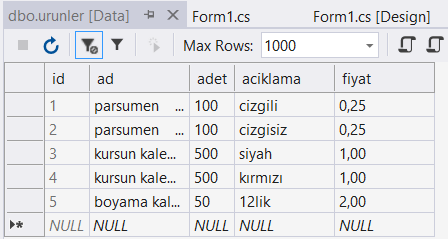 dbo.urunler [Data] Form1.cs Form1.cs [Design]
Max Rows: 1000
id ad adet aciklama fiyat
1 parsumen ... 100 cizgili 0,25
2 parsumen ... 100 cizgisiz 0,25
3 kursun kale... 500 siyah 1,00
4 kursun kale... 500 kırmızı 1,00
5 boyama kal... 50 12lik 2,00
NULL NULL NULL NULL NULL